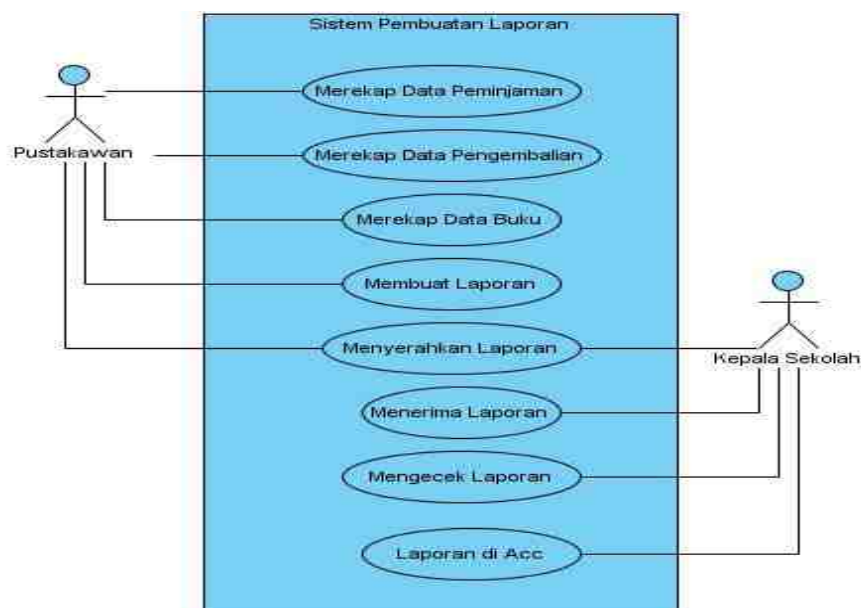 Sistem Pembuatan Laporan
Merekap Data Peminjaman
Pustakawan
Merekap Data Pengembalian
Merekap Data Buku
Membuat Laporan
Menyerahkan Laporan
Kepala Sekolah
Menerima Laporan
Mengecek Laporan
Laporan di Acc